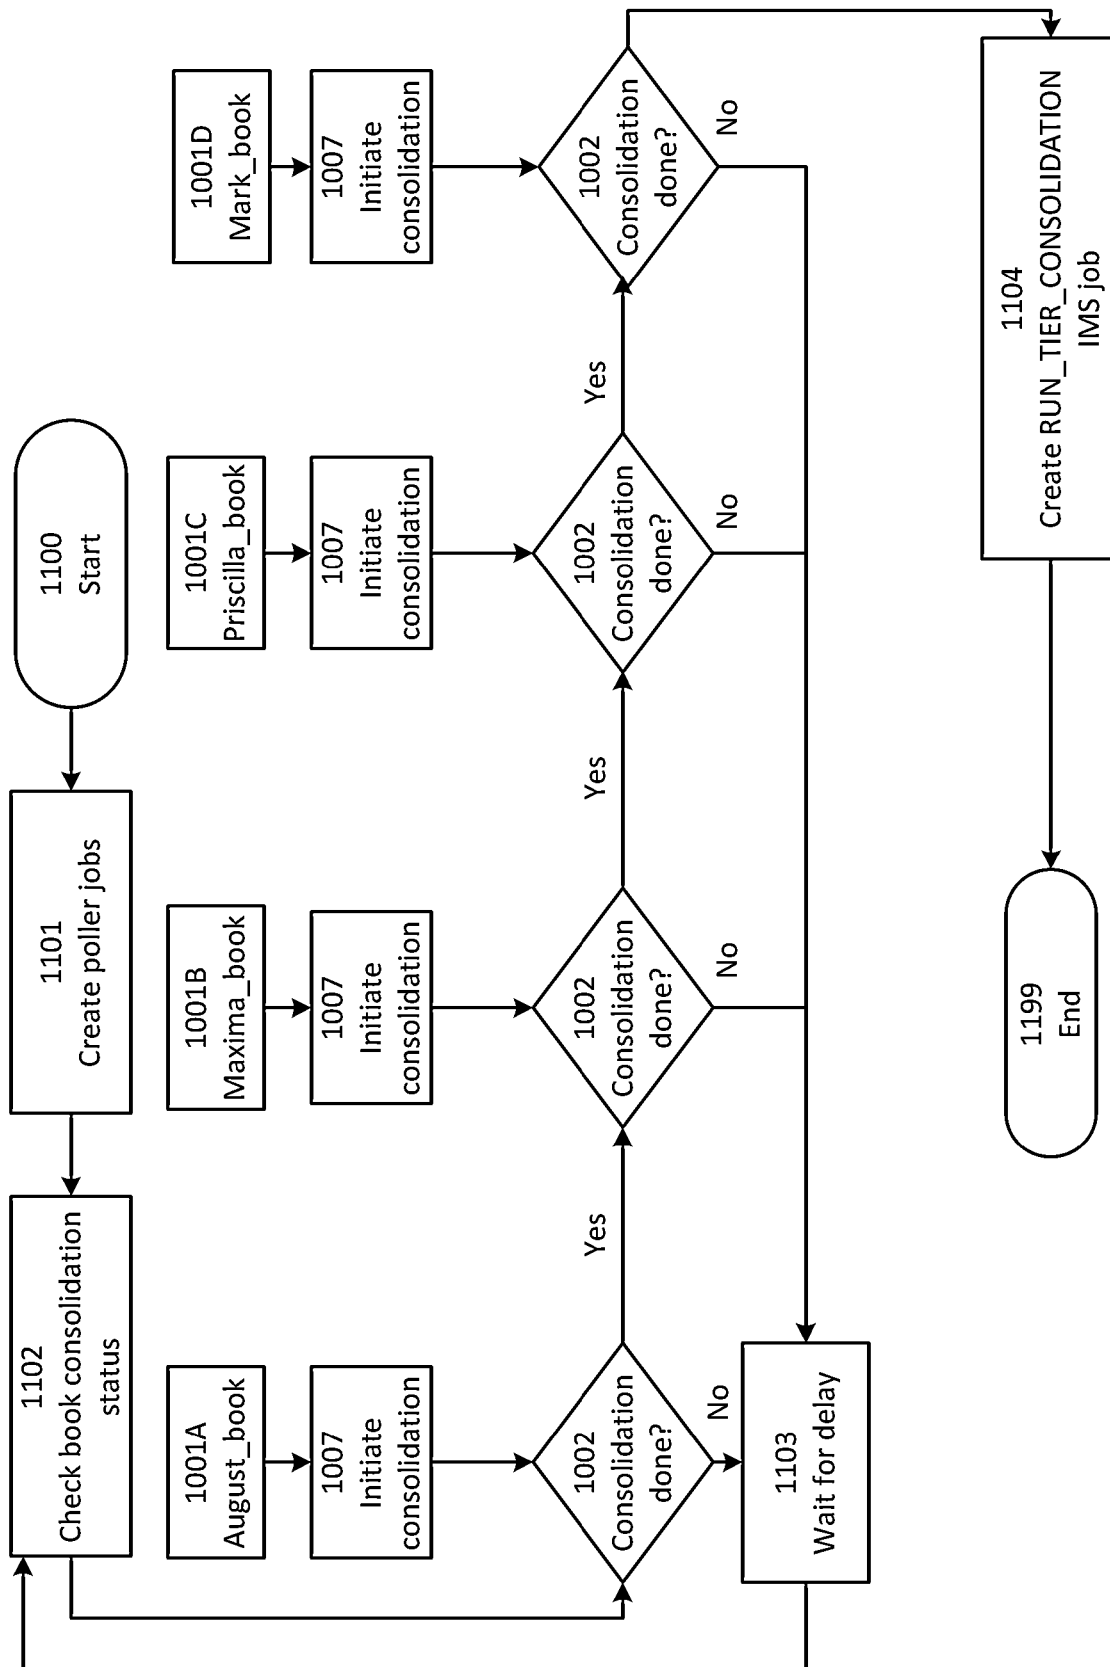 1100
Start
1101
Create poller jobs
1102
Check book consolidation
status
1001A
August_book
1001B
Maxima_book
1001C
Priscilla_book
1001D
Mark_book
1007
Initiate
consolidation
1007
Initiate
consolidation
1007
Initiate
consolidation
1007
Initiate
consolidation
1002
Consolidation
done?
Yes
1002
Consolidation
done?
Yes
1002
Consolidation
done?
Yes
1002
Consolidation
done?
No
No
No
No
1103
Wait for delay
1104
Create RUN_TIER_CONSOLIDATION
IMS job
1199
End